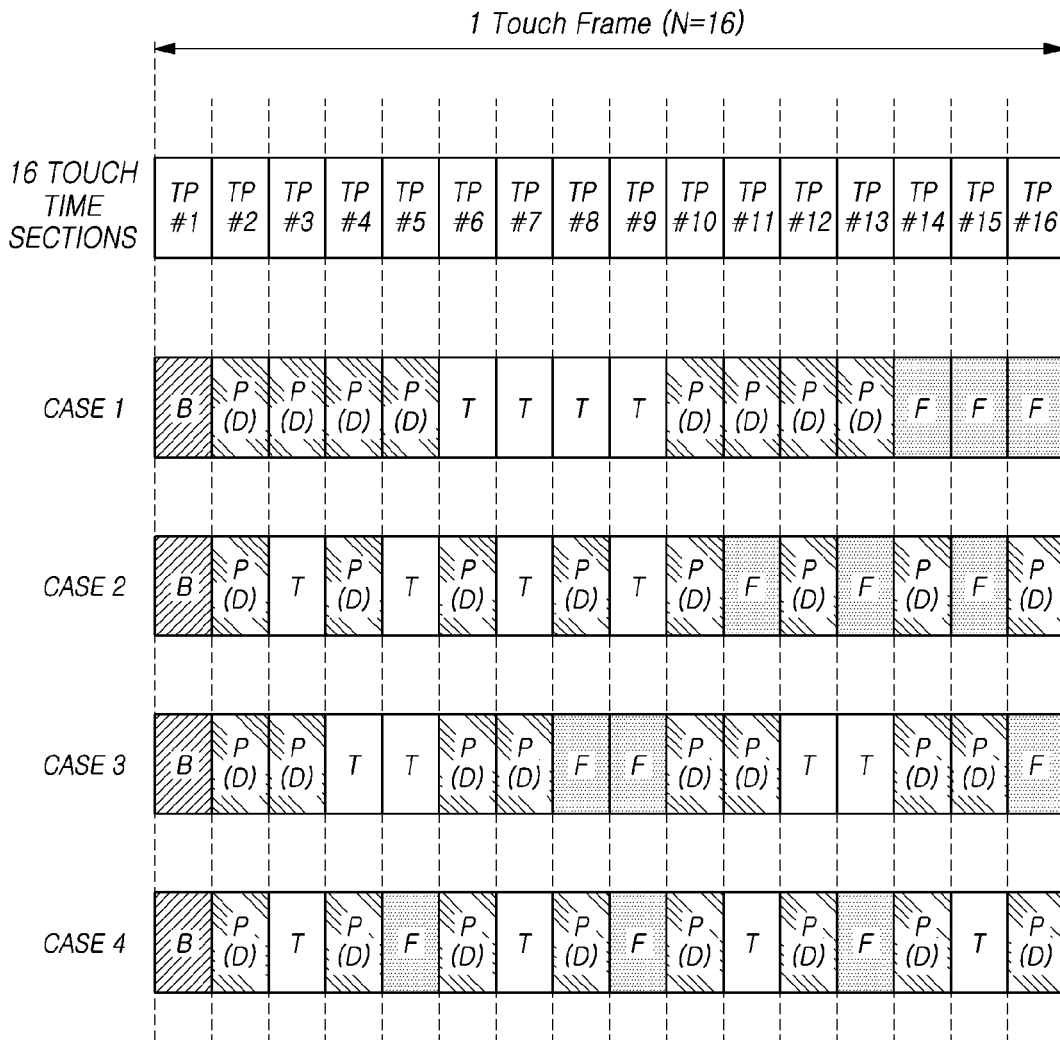 1 Touch Frame (N=16)
16 TOUCH
TIME
SECTIONS
TP #1 TP #2 TP #3 TP #4 TP #5 TP #6 TP #7 TP #8 TP #9 TP #10 TP #11 TP #12 TP #13 TP #14 TP #15 TP #16
CASE 1 B P (D) P (D) P (D) P (D) T T T T P (D) P (D) P (D) P (D) F F F
CASE 2 B P (D) T P (D) T P (D) T P (D) T P (D) F P (D) F P (D) F P (D)
CASE 3 B P (D) P (D) T T P (D) P (D) F F P (D) P (D) T T P (D) P (D) F
CASE 4 B P (D) T P (D) F P (D) T P (D) F P (D) T P (D) F P (D) T P (D)